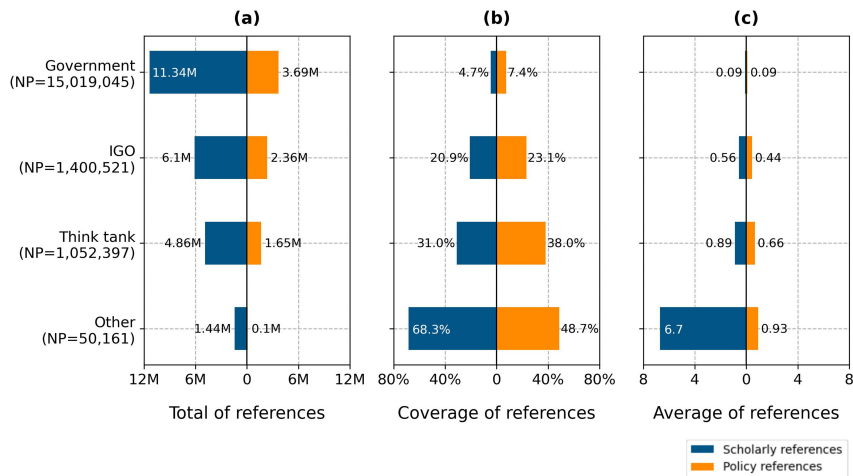 (a)
(b)
(c)
Government
(NP=15,019,045)
11.34M
3.69M
4.7%
7.4%
0.09
0.09
IGO
(NP=1,400,521)
6.1M
2.36M
20.9%
23.1%
0.56
0.44
Think tank
(NP=1,052,397)
4.86M
1.65M
31.0%
38.0%
0.89
0.66
Other
(NP=50,161)
1.44M
0.1M
68.3%
48.7%
6.7
0.93
12M 6M 0 6M 12M
80% 40% 0 40% 80%
8 4 0 4 8
Total of references
Coverage of references
Average of references
Scholarly references
Policy references